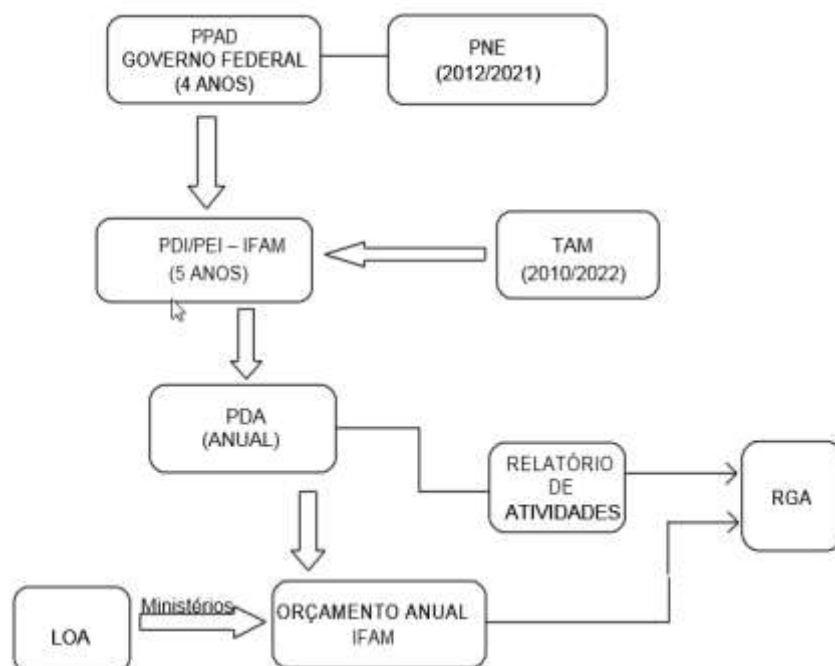 PPAD
GOVERNO FEDERAL
(4 ANOS)
PNE
(2012/2021)
PDI/PEI – IFAM
(5 ANOS)
TAM
(2010/2022)
PDA
(ANUAL)
RELATÓRIO
DE
ATIVIDADES
RGA
LOA
Ministérios
ORÇAMENTO ANUAL
IFAM